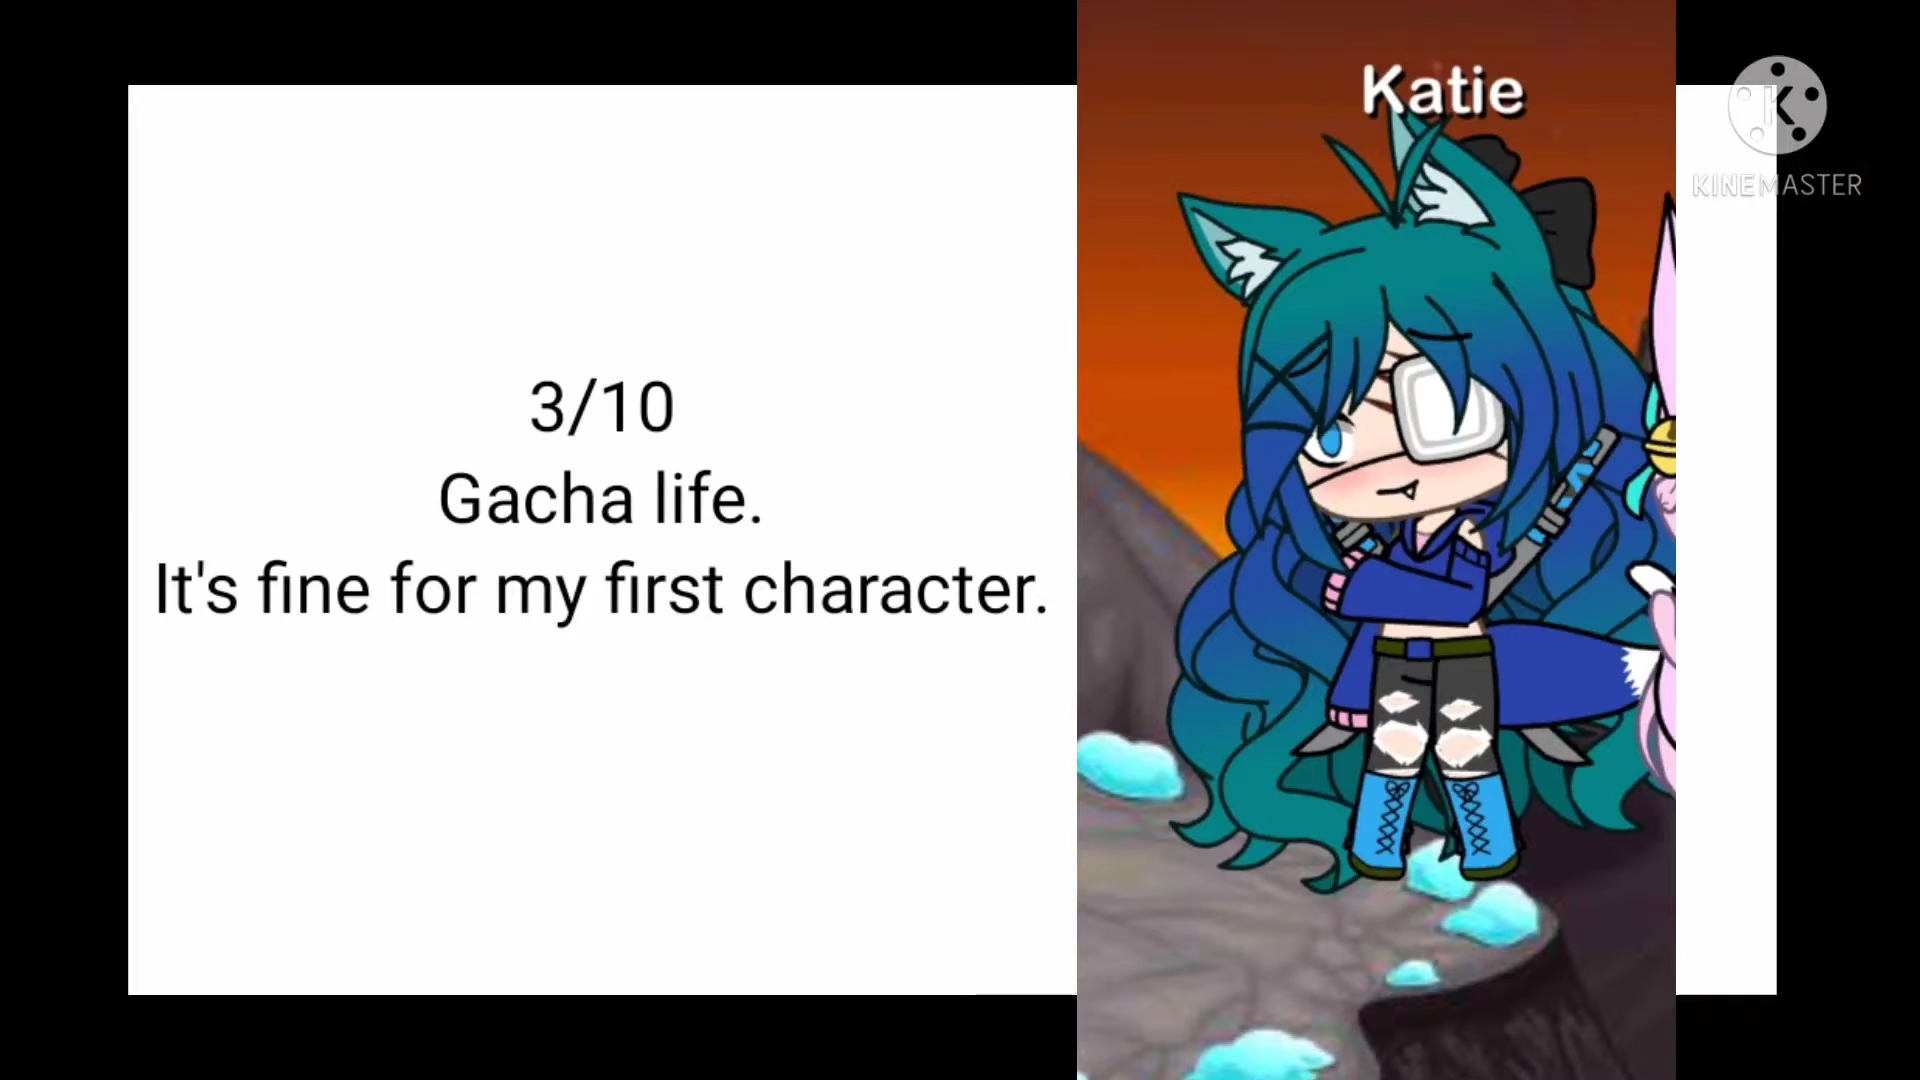 3/10
Gacha life.
It's fine for my first character.
Katie
K
KINEMASTER